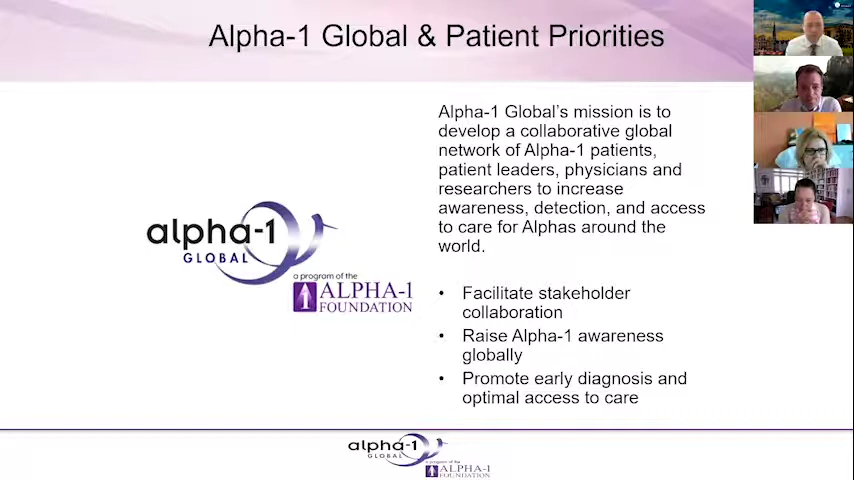 Alpha-1 Global & Patient Priorities
Alpha-1 Global's mission is to
develop a collaborative global
network of Alpha-1 patients,
patient leaders, physicians and
researchers to increase
awareness, detection, and access
to care for Alphas around the
world.
• Facilitate stakeholder
collaboration
• Raise Alpha-1 awareness
globally
• Promote early diagnosis and
optimal access to care
alpha-1
GLOBAL
a program of the
ALPHA-1
FOUNDATION
alpha-1
GLOBAL
a program of the
ALPHA-1
FOUNDATION